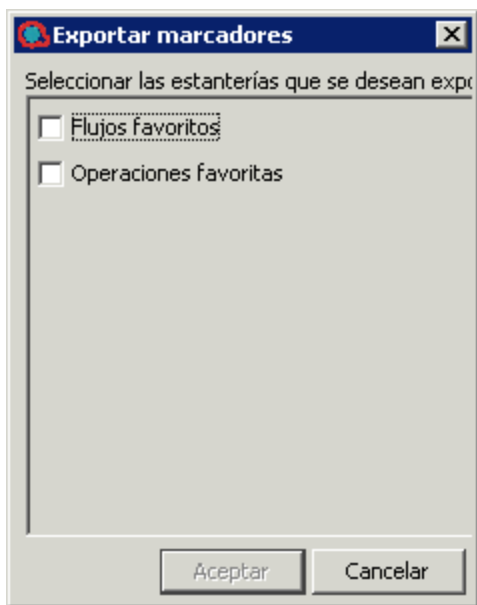 Exportar marcadores
Seleccionar las estanterías que se desean expo
Flujos favoritos
Operaciones favoritas
Aceptar
Cancelar